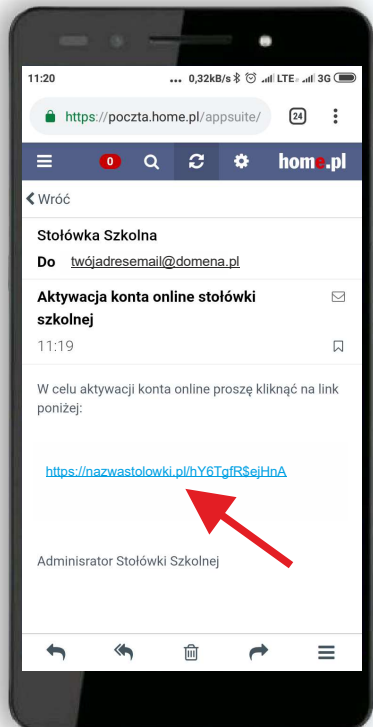 11:20 ... 0,32kB/s LTE 3G
https://poczta.home.pl/appsuite/ 24
0 home.pl
Wróć
Stołówka Szkolna
Do twójadresemail@domena.pl
Aktywacja konta online stołówki
szkolnej
11:19
W celu aktywacji konta online proszę kliknąć na link
poniżej:
https://nazwastolowki.pl/hY6TgfR$ejHnA
Adminisrator Stołówki Szkolnej